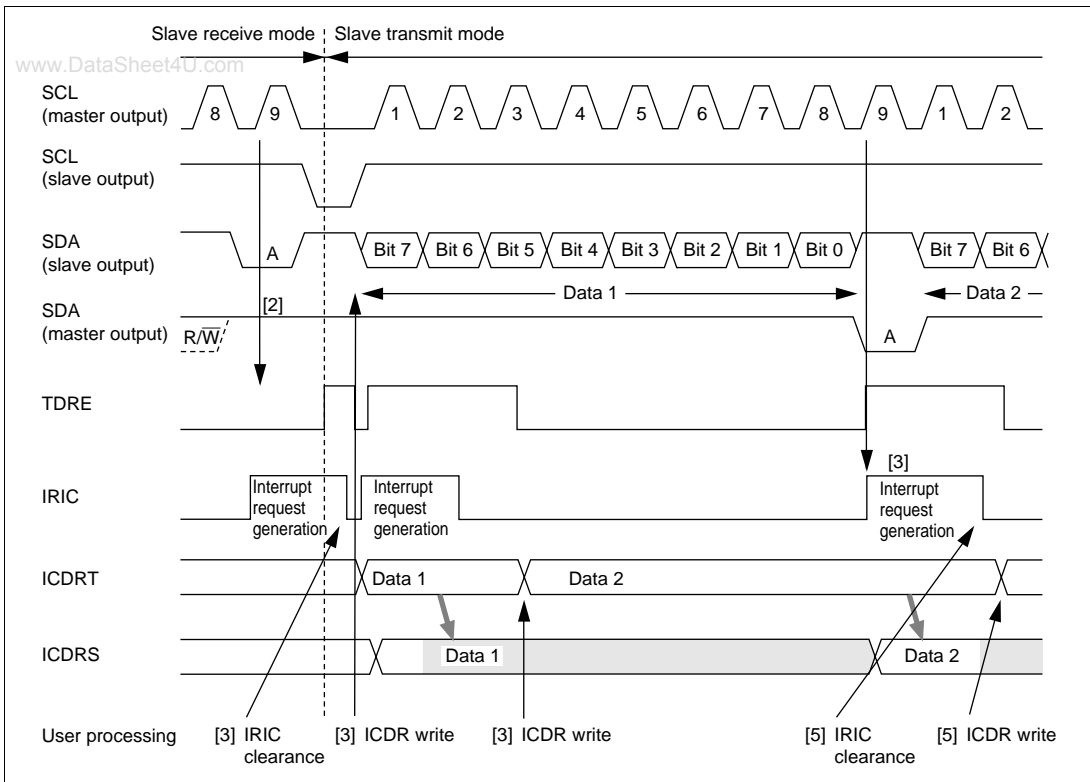 Slave receive mode Slave transmit mode
www.DataSheet4U.com
SCL
(master output)
8 9 1 2 3 4 5 6 7 8 9 1 2
SCL
(slave output)
SDA
(slave output)
A Bit 7 Bit 6 Bit 5 Bit 4 Bit 3 Bit 2 Bit 1 Bit 0 Bit 7 Bit 6
[2] Data 1 Data 2
SDA
(master output)
R/W̅ A
TDRE
[3]
IRIC
Interrupt
request
generation
Interrupt
request
generation
Interrupt
request
generation
ICDRT Data 1 Data 2
ICDRS Data 1 Data 2
User processing [3] IRIC
clearance
[3] ICDR write [3] ICDR write [5] IRIC
clearance
[5] ICDR write